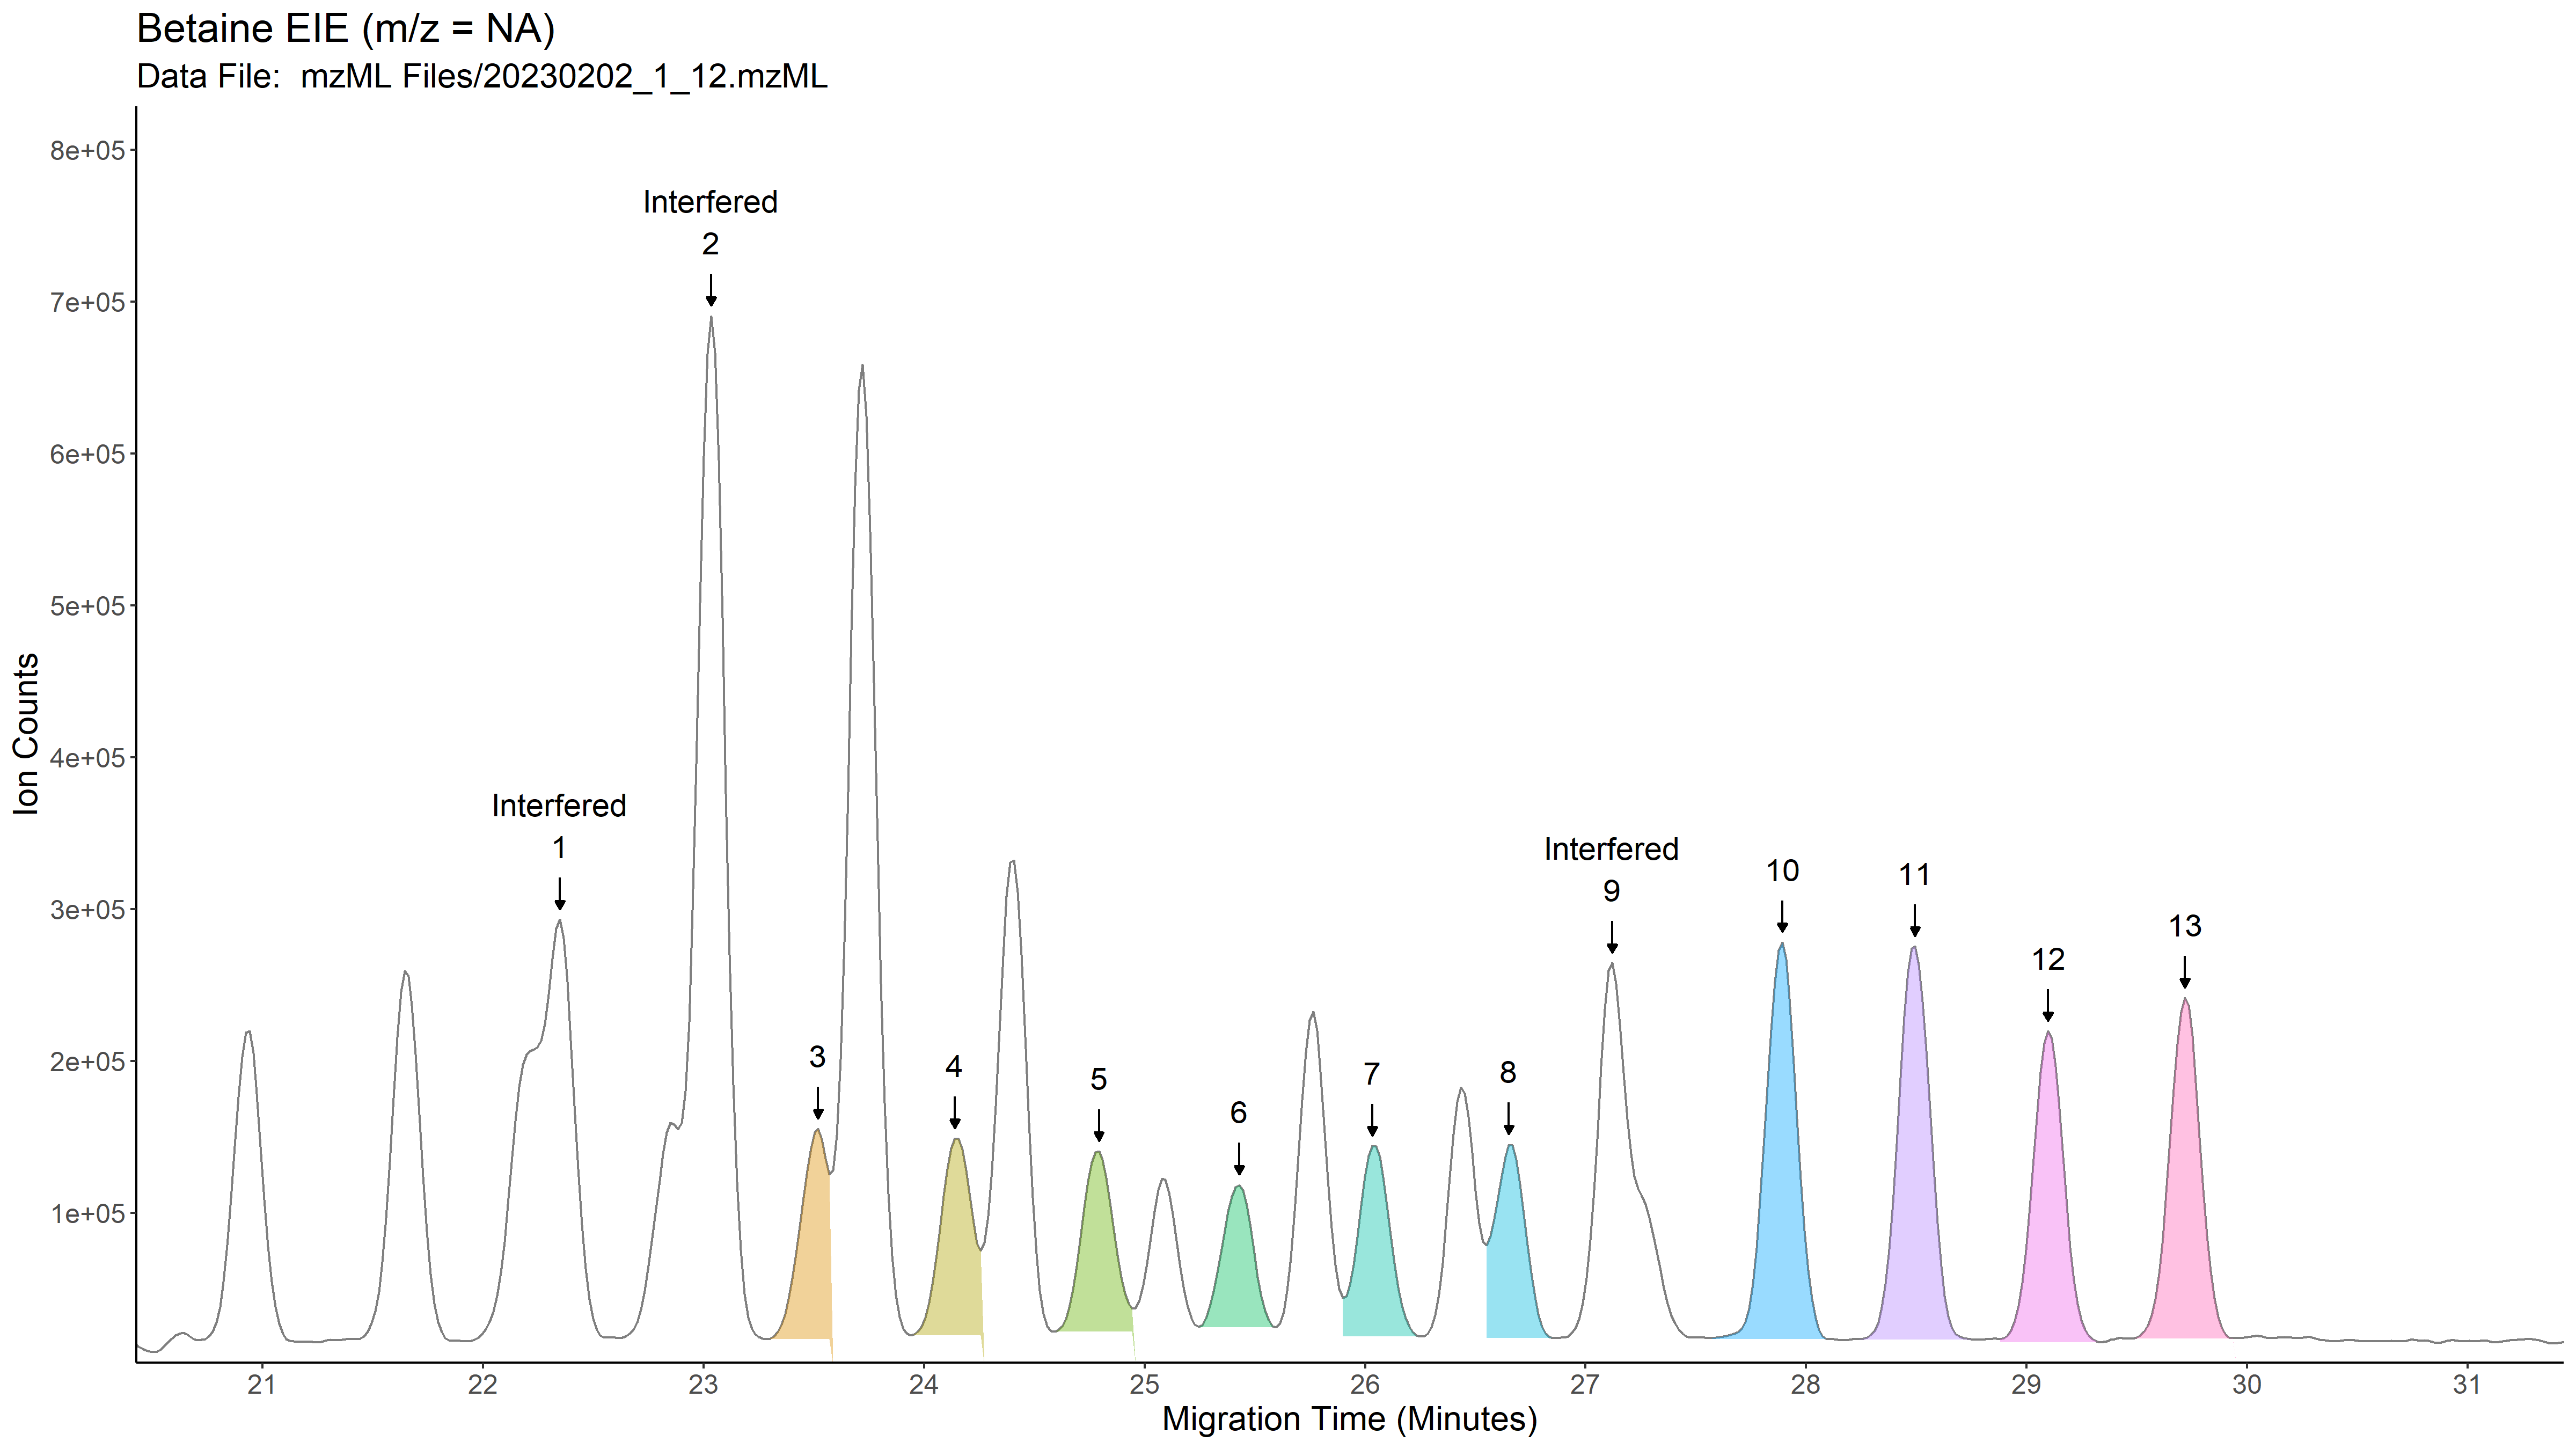 Betaine EIE (m/z = NA)
Data File:  mzML Files/20230202_1_12.mzML
Ion Counts
8e+05
7e+05
6e+05
5e+05
4e+05
3e+05
2e+05
1e+05
Interfered
1
Interfered
2
3
4
5
6
7
8
Interfered
9
10
11
12
13
21 22 23 24 25 26 27 28 29 30 31
Migration Time (Minutes)